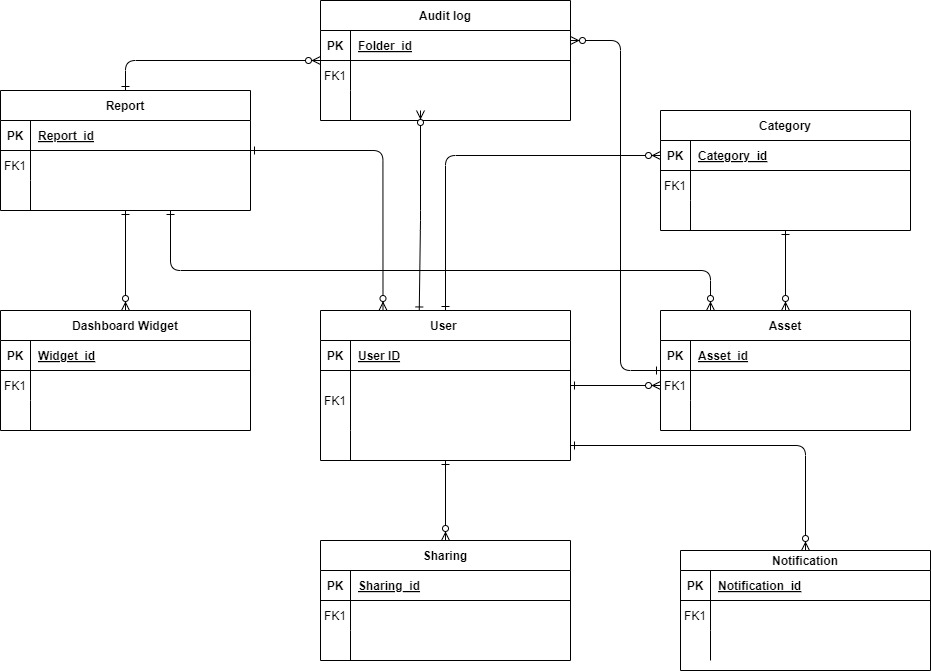 Audit log
PK Folder_id
FK1
Report
PK Report_id
FK1
Category
PK Category_id
FK1
Dashboard Widget
PK Widget_id
FK1
User
PK User ID
FK1
Asset
PK Asset_id
FK1
Sharing
PK Sharing_id
FK1
Notification
PK Notification_id
FK1